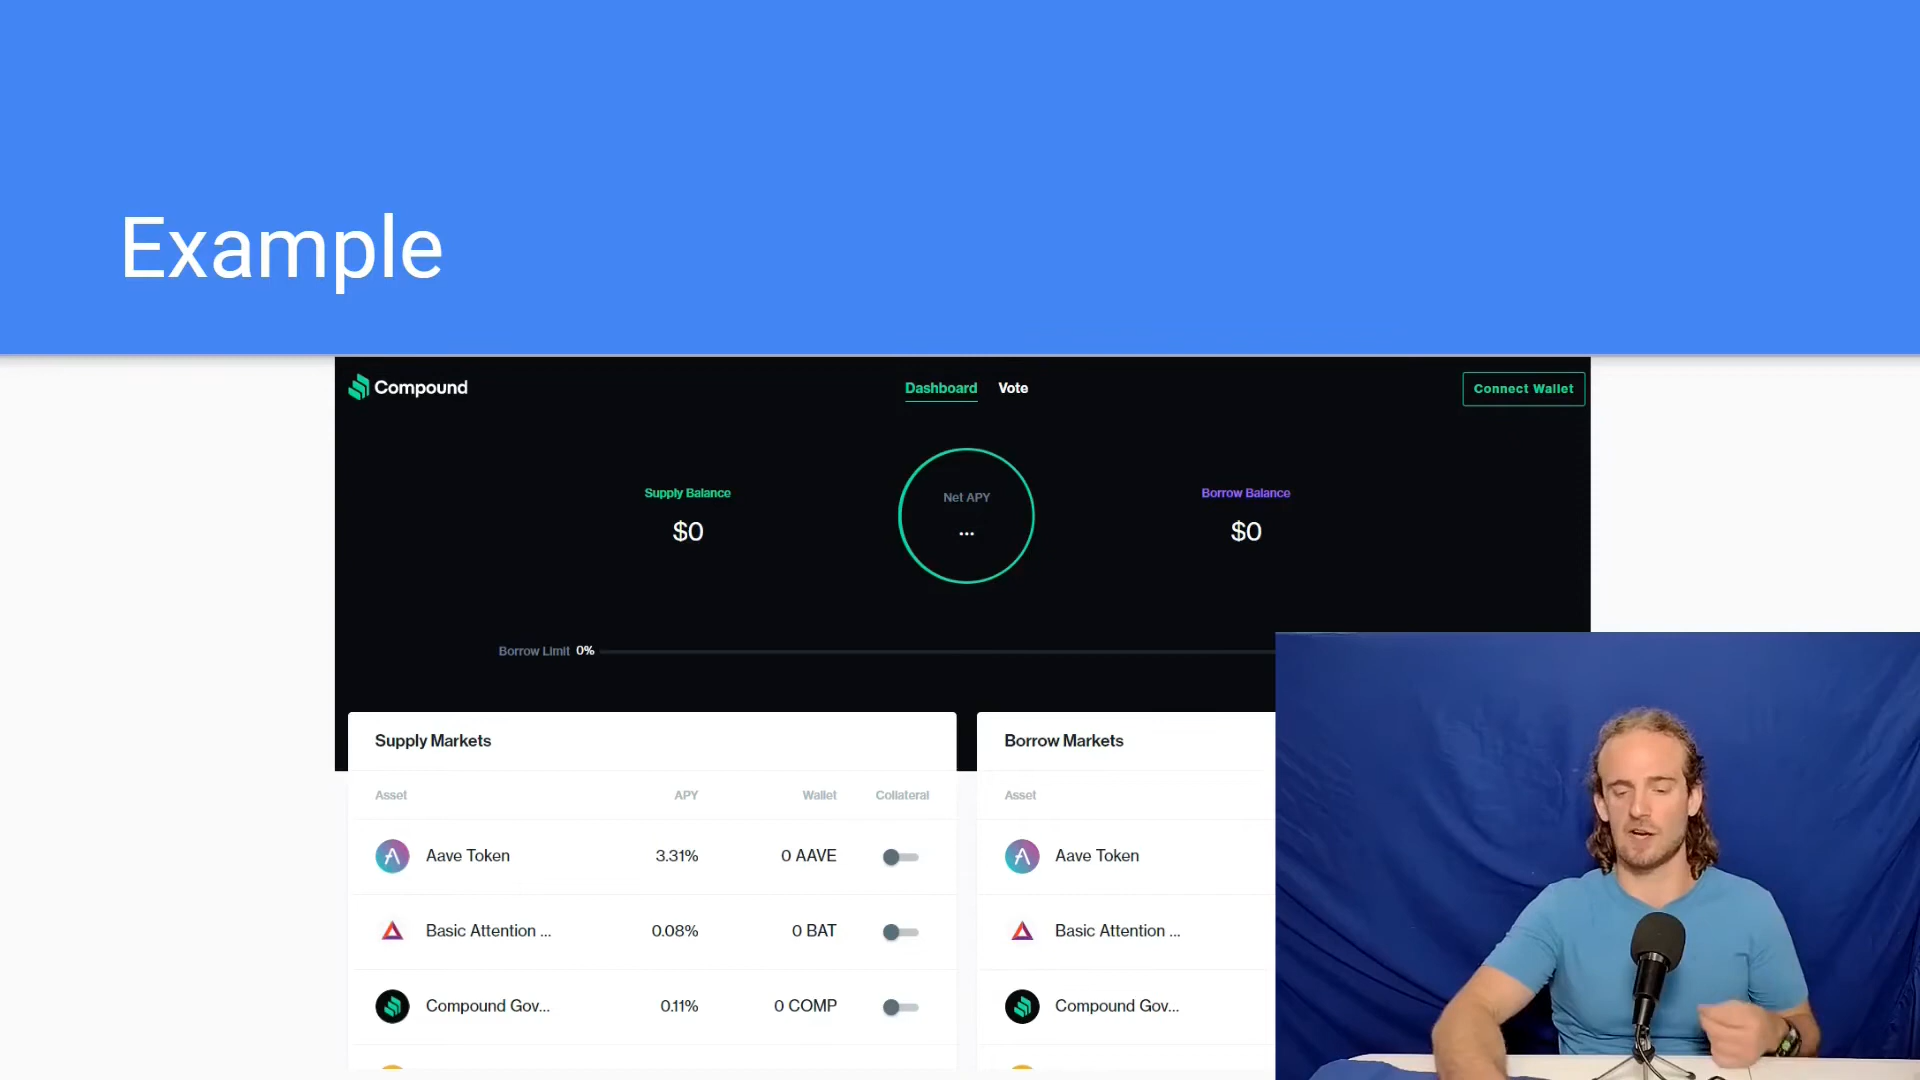 Example
Compound
Dashboard Vote
Connect Wallet
Supply Balance
$0
Net APY
...
Borrow Balance
$0
Borrow Limit 0%
Supply Markets
Asset APY Wallet Collateral
Aave Token 3.31% 0 AAVE
Basic Attention ... 0.08% 0 BAT
Compound Gov... 0.11% 0 COMP
Borrow Markets
Asset
Aave Token
Basic Attention ...
Compound Gov...